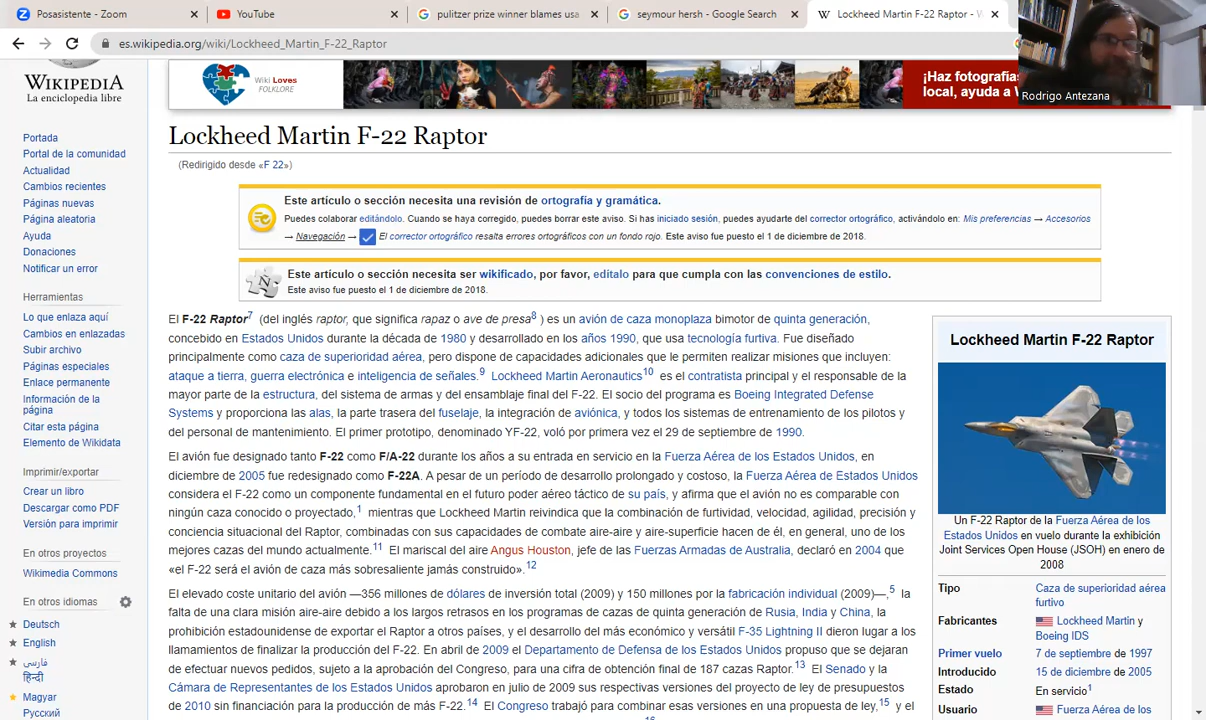 Posasistente - Zoom
YouTube
pulitzer prize winner blames usa
seymour hersh - Google Search
Lockheed Martin F-22 Raptor -
es.wikipedia.org/wiki/Lockheed_Martin_F-22_Raptor
Rodrigo Antezana
WIKIPEDIA
La enciclopedia libre
Portada
Portal de la comunidad
Actualidad
Cambios recientes
Páginas nuevas
Página aleatoria
Ayuda
Donaciones
Notificar un error
Herramientas
Lo que enlaza aquí
Cambios en enlazadas
Subir archivo
Páginas especiales
Enlace permanente
Información de la
página
Citar esta página
Elemento de Wikidata
Imprimir/exportar
Crear un libro
Descargar como PDF
Versión para imprimir
En otros proyectos
Wikimedia Commons
En otros idiomas
Deutsch
English
فارسی
हिन्दी
Magyar
Русский
Wiki Loves
FOLKLORE
¡Haz fotografías
local, ayuda a
Lockheed Martin F-22 Raptor
(Redirigido desde «F 22»)
Este artículo o sección necesita una revisión de ortografía y gramática.
Puedes colaborar editándolo. Cuando se haya corregido, puedes borrar este aviso. Si has iniciado sesión, puedes ayudarte del corrector ortográfico, activándolo en: Mis preferencias → Accesorios
→ Navegación → El corrector ortográfico resalta errores ortográficos con un fondo rojo. Este aviso fue puesto el 1 de diciembre de 2018.
Este artículo o sección necesita ser wikificado, por favor, edítalo para que cumpla con las convenciones de estilo.
Este aviso fue puesto el 1 de diciembre de 2018.
El F-22 Raptor7 (del inglés raptor, que significa rapaz o ave de presa8 ) es un avión de caza monoplaza bimotor de quinta generación,
concebido en Estados Unidos durante la década de 1980 y desarrollado en los años 1990, que usa tecnología furtiva. Fue diseñado
principalmente como caza de superioridad aérea, pero dispone de capacidades adicionales que le permiten realizar misiones que incluyen:
ataque a tierra, guerra electrónica e inteligencia de señales.9 Lockheed Martin Aeronautics10 es el contratista principal y el responsable de la
mayor parte de la estructura, del sistema de armas y del ensamblaje final del F-22. El socio del programa es Boeing Integrated Defense
Systems y proporciona las alas, la parte trasera del fuselaje, la integración de aviónica, y todos los sistemas de entrenamiento de los pilotos y
del personal de mantenimiento. El primer prototipo, denominado YF-22, voló por primera vez el 29 de septiembre de 1990.
El avión fue designado tanto F-22 como F/A-22 durante los años a su entrada en servicio en la Fuerza Aérea de los Estados Unidos, en
diciembre de 2005 fue redesignado como F-22A. A pesar de un período de desarrollo prolongado y costoso, la Fuerza Aérea de Estados Unidos
considera el F-22 como un componente fundamental en el futuro poder aéreo táctico de su país, y afirma que el avión no es comparable con
ningún caza conocido o proyectado,1 mientras que Lockheed Martin reivindica que la combinación de furtividad, velocidad, agilidad, precisión y
conciencia situacional del Raptor, combinadas con sus capacidades de combate aire-aire y aire-superficie hacen de él, en general, uno de los
mejores cazas del mundo actualmente.11 El mariscal del aire Angus Houston, jefe de las Fuerzas Armadas de Australia, declaró en 2004 que
«el F-22 será el avión de caza más sobresaliente jamás construido».12
El elevado coste unitario del avión —356 millones de dólares de inversión total (2009) y 150 millones por la fabricación individual (2009)—,5 la
falta de una clara misión aire-aire debido a los largos retrasos en los programas de cazas de quinta generación de Rusia, India y China, la
prohibición estadounidense de exportar el Raptor a otros países, y el desarrollo del más económico y versátil F-35 Lightning II dieron lugar a los
llamamientos de finalizar la producción del F-22. En abril de 2009 el Departamento de Defensa de los Estados Unidos propuso que se dejaran
de efectuar nuevos pedidos, sujeto a la aprobación del Congreso, para una cifra de obtención final de 187 cazas Raptor.13 El Senado y la
Cámara de Representantes de los Estados Unidos aprobaron en julio de 2009 sus respectivas versiones del proyecto de ley de presupuestos
de 2010 sin financiación para la producción de más F-22.14 El Congreso trabajó para combinar esas versiones en una propuesta de ley,15 y el
16
Lockheed Martin F-22 Raptor
Un F-22 Raptor de la Fuerza Aérea de los
Estados Unidos en vuelo durante la exhibición
Joint Services Open House (JSOH) en enero de
2008
Tipo Caza de superioridad aérea
furtivo
Fabricantes Lockheed Martin y
Boeing IDS
Primer vuelo 7 de septiembre de 1997
Introducido 15 de diciembre de 2005
Estado En servicio1
Usuario Fuerza Aérea de los